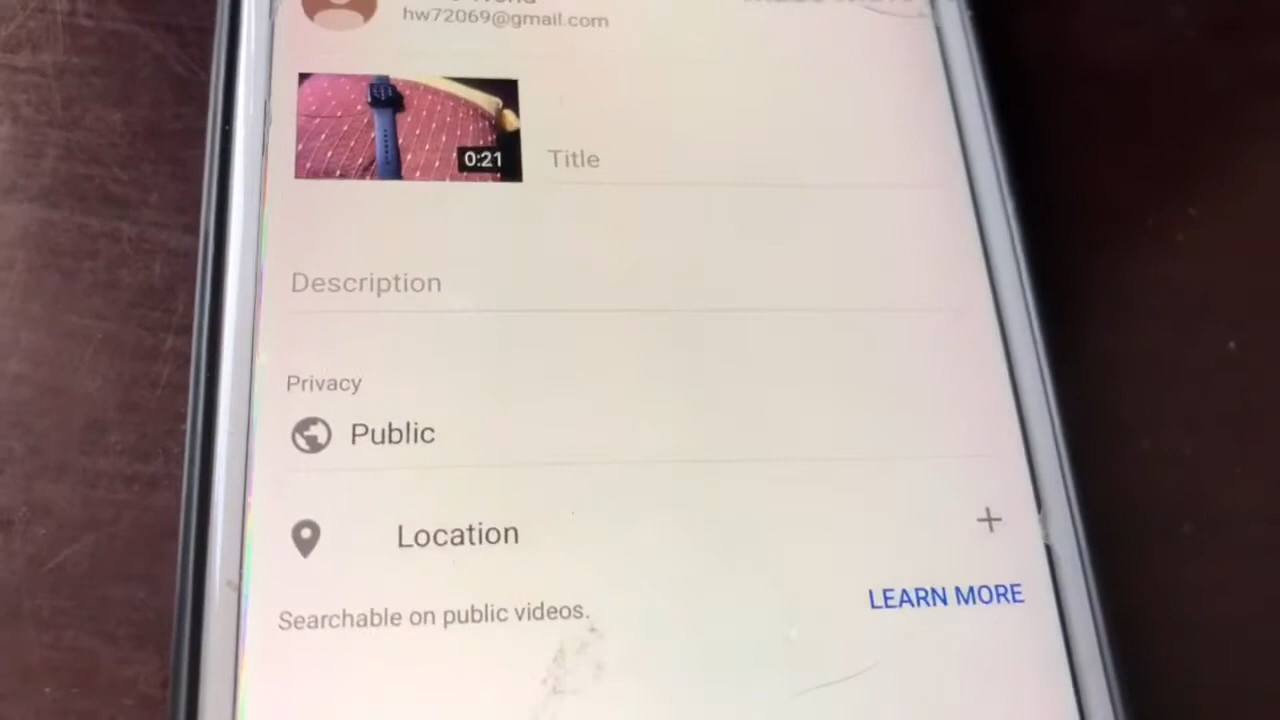 hw72069@gmail.com
0:21
Title
Description
Privacy
Public
Location
Searchable on public videos.
LEARN MORE